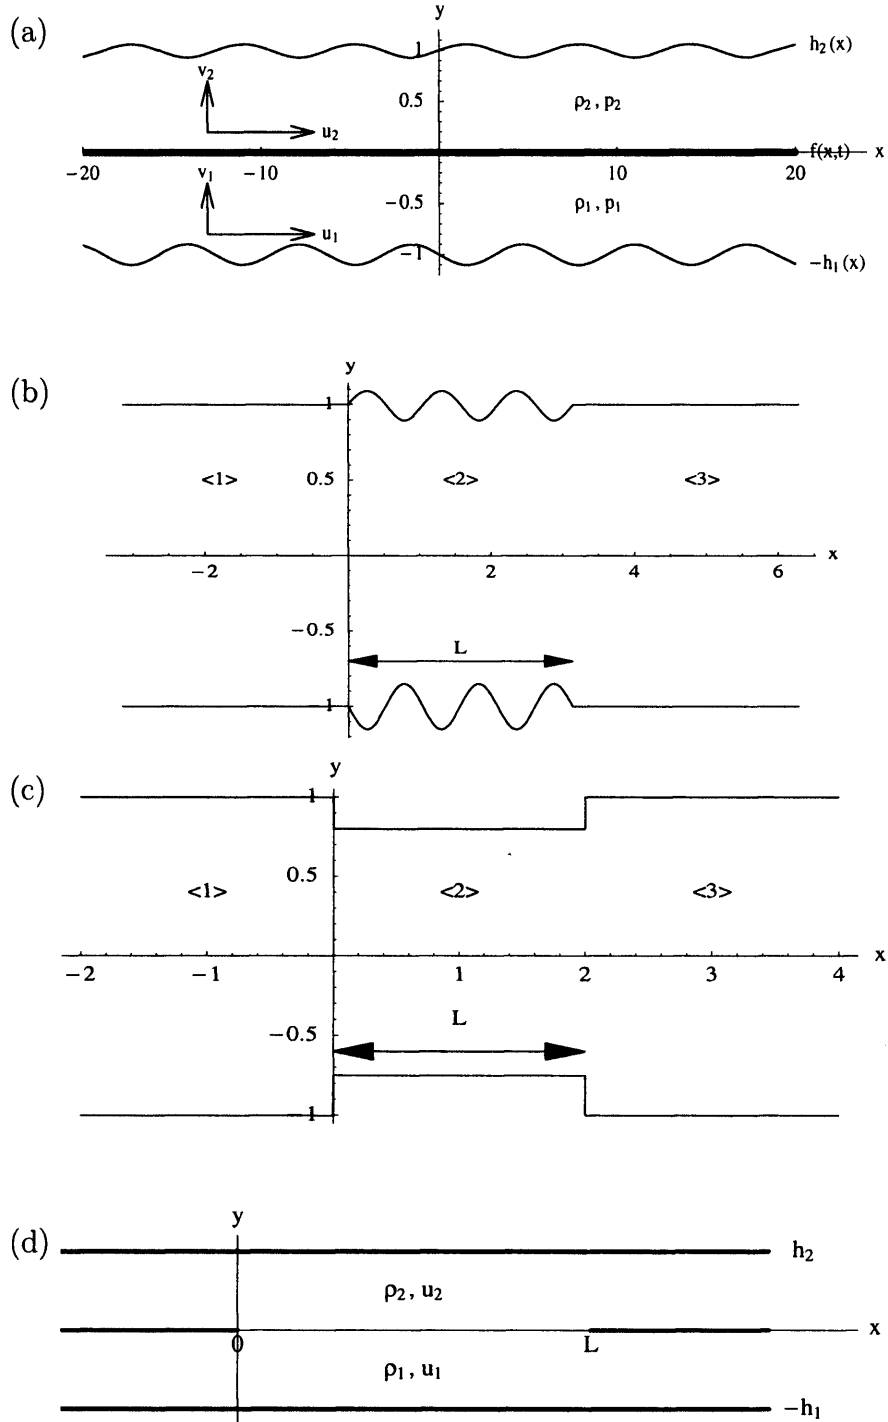 (a)
y
1
h₂(x)
v₂
0.5
ρ₂, p₂
u₂
f(x,t)
x
−20
−10
10
20
v₁
−0.5
ρ₁, p₁
u₁
−1
−h₁(x)
(b)
y
1
<1>
0.5
<2>
<3>
−2
2
4
6
x
−0.5
L
1
(c)
y
1
0.5
<1>
<2>
<3>
−2
−1
1
2
3
4
x
L
−0.5
1
(d)
y
h₂
ρ₂, u₂
x
0
L
ρ₁, u₁
−h₁